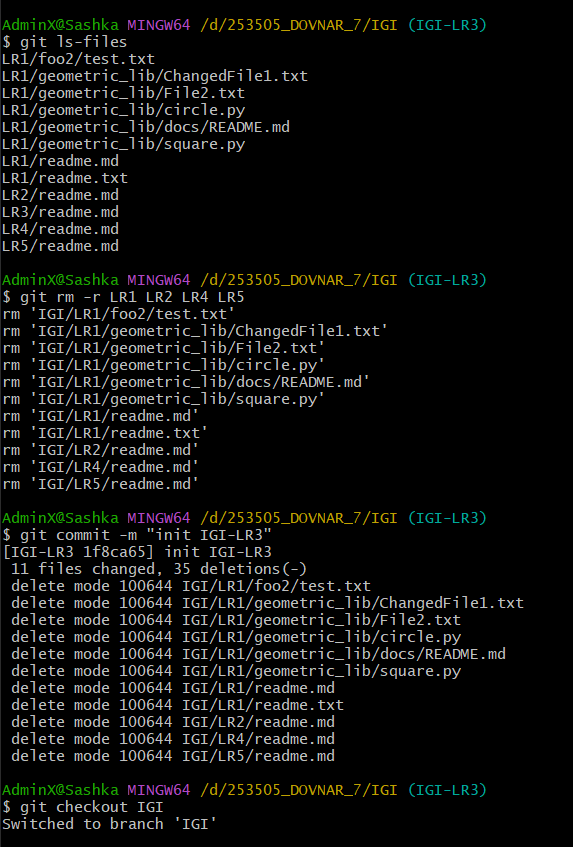 AdminX@Sashka MINGW64 /d/253505_DOVNAR_7/IGI (IGI-LR3)
$ git ls-files
LR1/foo2/test.txt
LR1/geometric_lib/ChangedFile1.txt
LR1/geometric_lib/File2.txt
LR1/geometric_lib/circle.py
LR1/geometric_lib/docs/README.md
LR1/geometric_lib/square.py
LR1/readme.md
LR1/readme.txt
LR2/readme.md
LR3/readme.md
LR4/readme.md
LR5/readme.md
AdminX@Sashka MINGW64 /d/253505_DOVNAR_7/IGI (IGI-LR3)
$ git rm -r LR1 LR2 LR4 LR5
rm 'IGI/LR1/foo2/test.txt'
rm 'IGI/LR1/geometric_lib/ChangedFile1.txt'
rm 'IGI/LR1/geometric_lib/File2.txt'
rm 'IGI/LR1/geometric_lib/circle.py'
rm 'IGI/LR1/geometric_lib/docs/README.md'
rm 'IGI/LR1/geometric_lib/square.py'
rm 'IGI/LR1/readme.md'
rm 'IGI/LR1/readme.txt'
rm 'IGI/LR2/readme.md'
rm 'IGI/LR4/readme.md'
rm 'IGI/LR5/readme.md'
AdminX@Sashka MINGW64 /d/253505_DOVNAR_7/IGI (IGI-LR3)
$ git commit -m "init IGI-LR3"
[IGI-LR3 1f8ca65] init IGI-LR3
 11 files changed, 35 deletions(-)
 delete mode 100644 IGI/LR1/foo2/test.txt
 delete mode 100644 IGI/LR1/geometric_lib/ChangedFile1.txt
 delete mode 100644 IGI/LR1/geometric_lib/File2.txt
 delete mode 100644 IGI/LR1/geometric_lib/circle.py
 delete mode 100644 IGI/LR1/geometric_lib/docs/README.md
 delete mode 100644 IGI/LR1/geometric_lib/square.py
 delete mode 100644 IGI/LR1/readme.md
 delete mode 100644 IGI/LR1/readme.txt
 delete mode 100644 IGI/LR2/readme.md
 delete mode 100644 IGI/LR4/readme.md
 delete mode 100644 IGI/LR5/readme.md
AdminX@Sashka MINGW64 /d/253505_DOVNAR_7/IGI (IGI-LR3)
$ git checkout IGI
Switched to branch 'IGI'